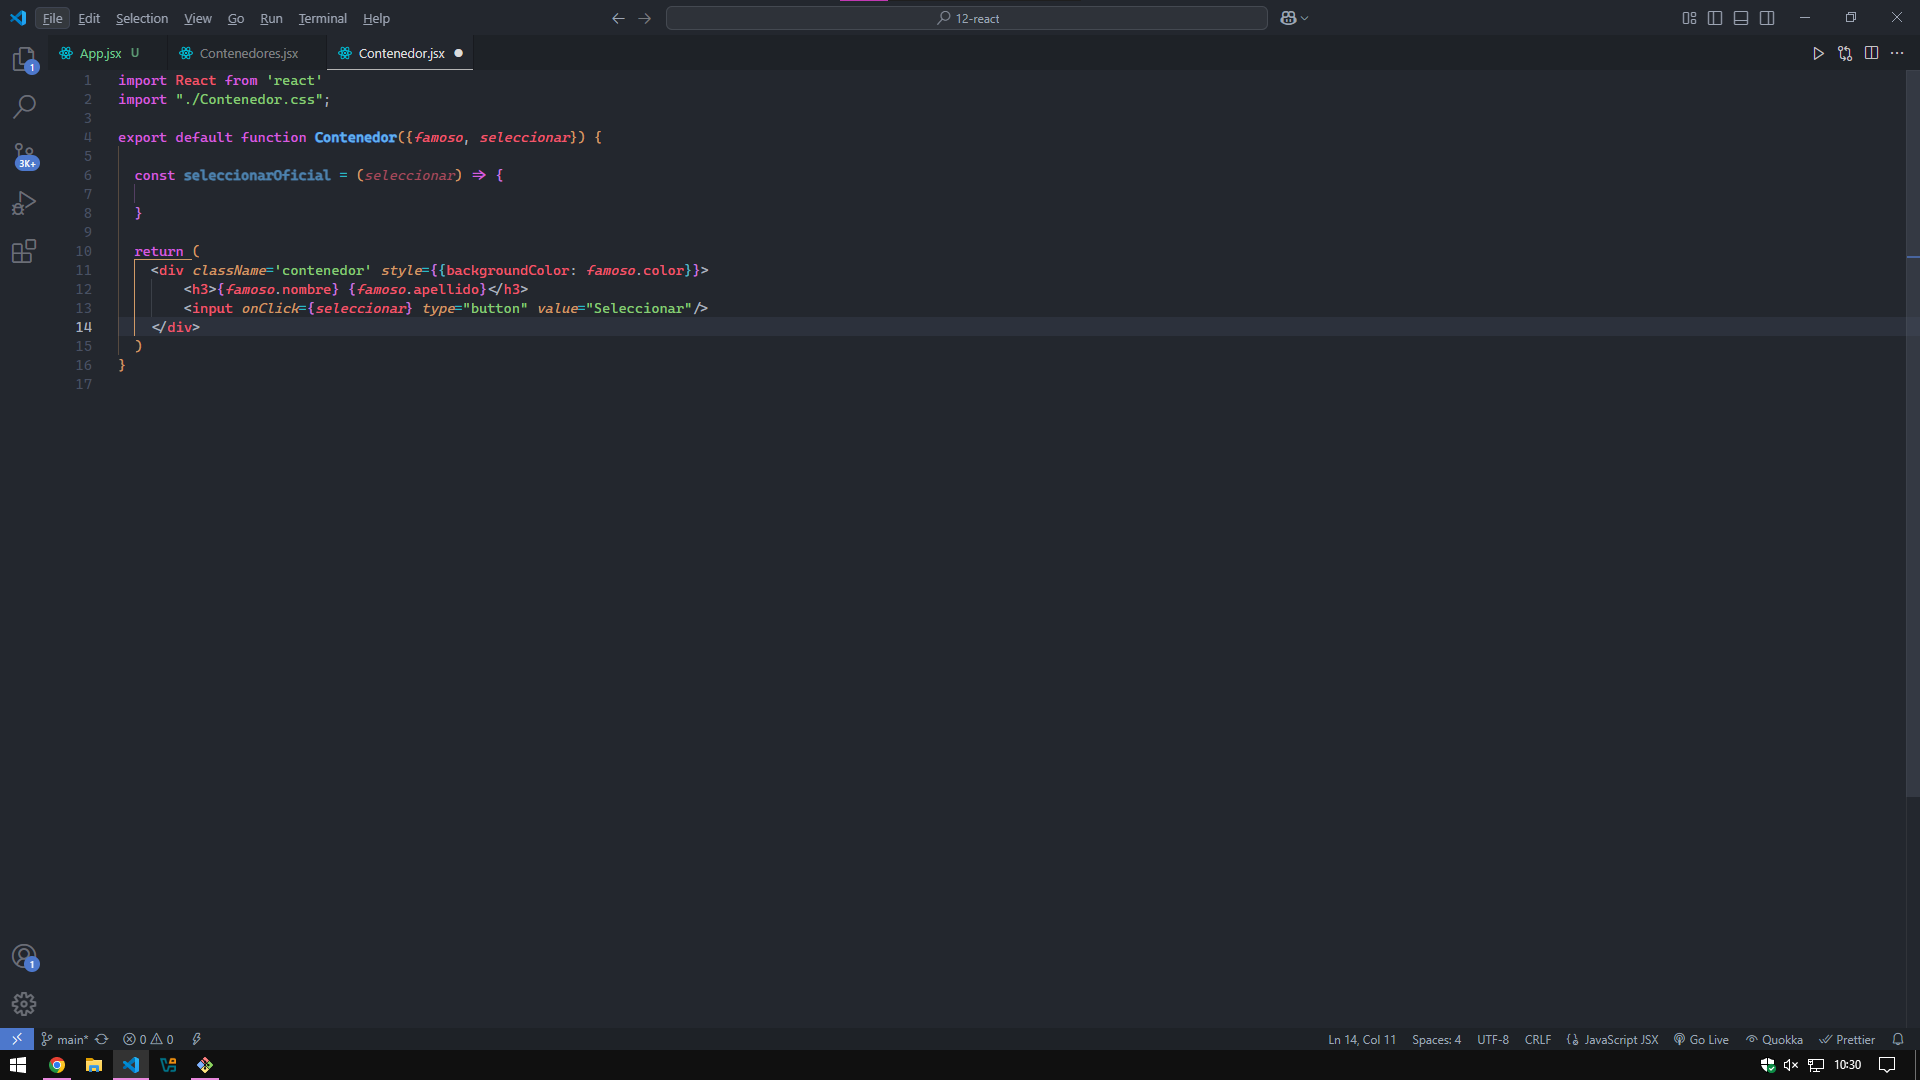 File Edit Selection View Go Run Terminal Help
12-react
App.jsx U
Contenedores.jsx
Contenedor.jsx
1 import React from 'react'
2 import "./Contenedor.css";
3
4 export default function Contenedor({famoso, seleccionar}) {
5
6 const seleccionarOficial = (seleccionar) => {
7
8 }
9
10 return (
11 <div className='contenedor' style={{backgroundColor: famoso.color}}>
12 <h3>{famoso.nombre} {famoso.apellido}</h3>
13 <input onClick={seleccionar} type="button" value="Seleccionar"/>
14 </div>
15 )
16 }
17
1
3K+
1
main* 0 0
Ln 14, Col 11 Spaces: 4 UTF-8 CRLF JavaScript JSX Go Live Quokka Prettier
10:30